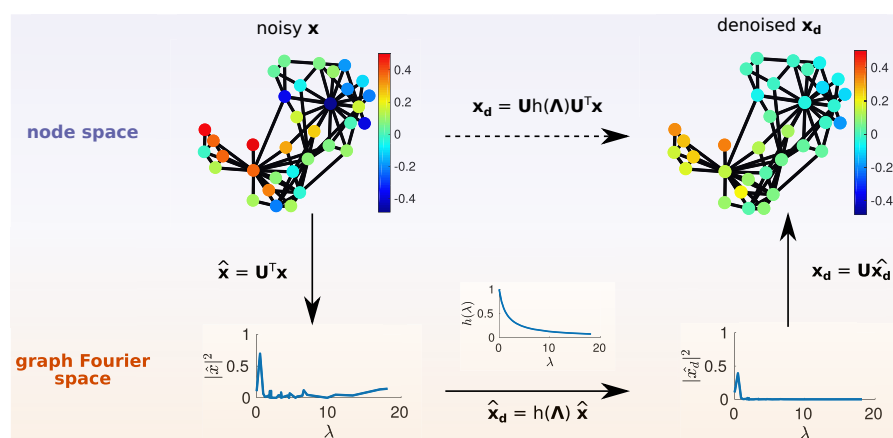 noisy x
denoised x_d
0.4
0.2
0
-0.2
-0.4
0.4
0.2
0
-0.2
-0.4
node space
x_d = Uh(Λ)Uᵀx
x̂ = Uᵀx
x_d = Ux̂_d
graph Fourier
space
1
0.5
0
0 10 20
|x̂|²
λ
1
0.5
0
0 10 20
h(λ)
λ
x̂_d = h(Λ) x̂
1
0.5
0
0 10 20
|x̂_d|²
λ